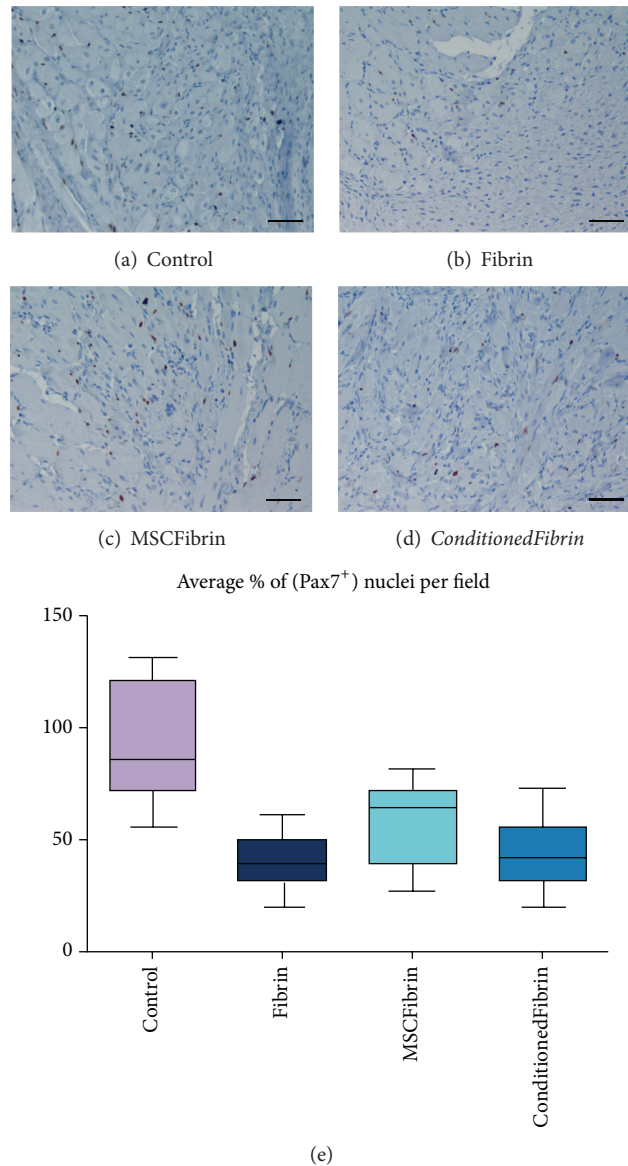 (a) Control
(b) Fibrin
(c) MSCFibrin
(d) ConditionedFibrin
Average % of (Pax7+) nuclei per field
150
100
50
0
Control
Fibrin
MSCFibrin
ConditionedFibrin
(e)